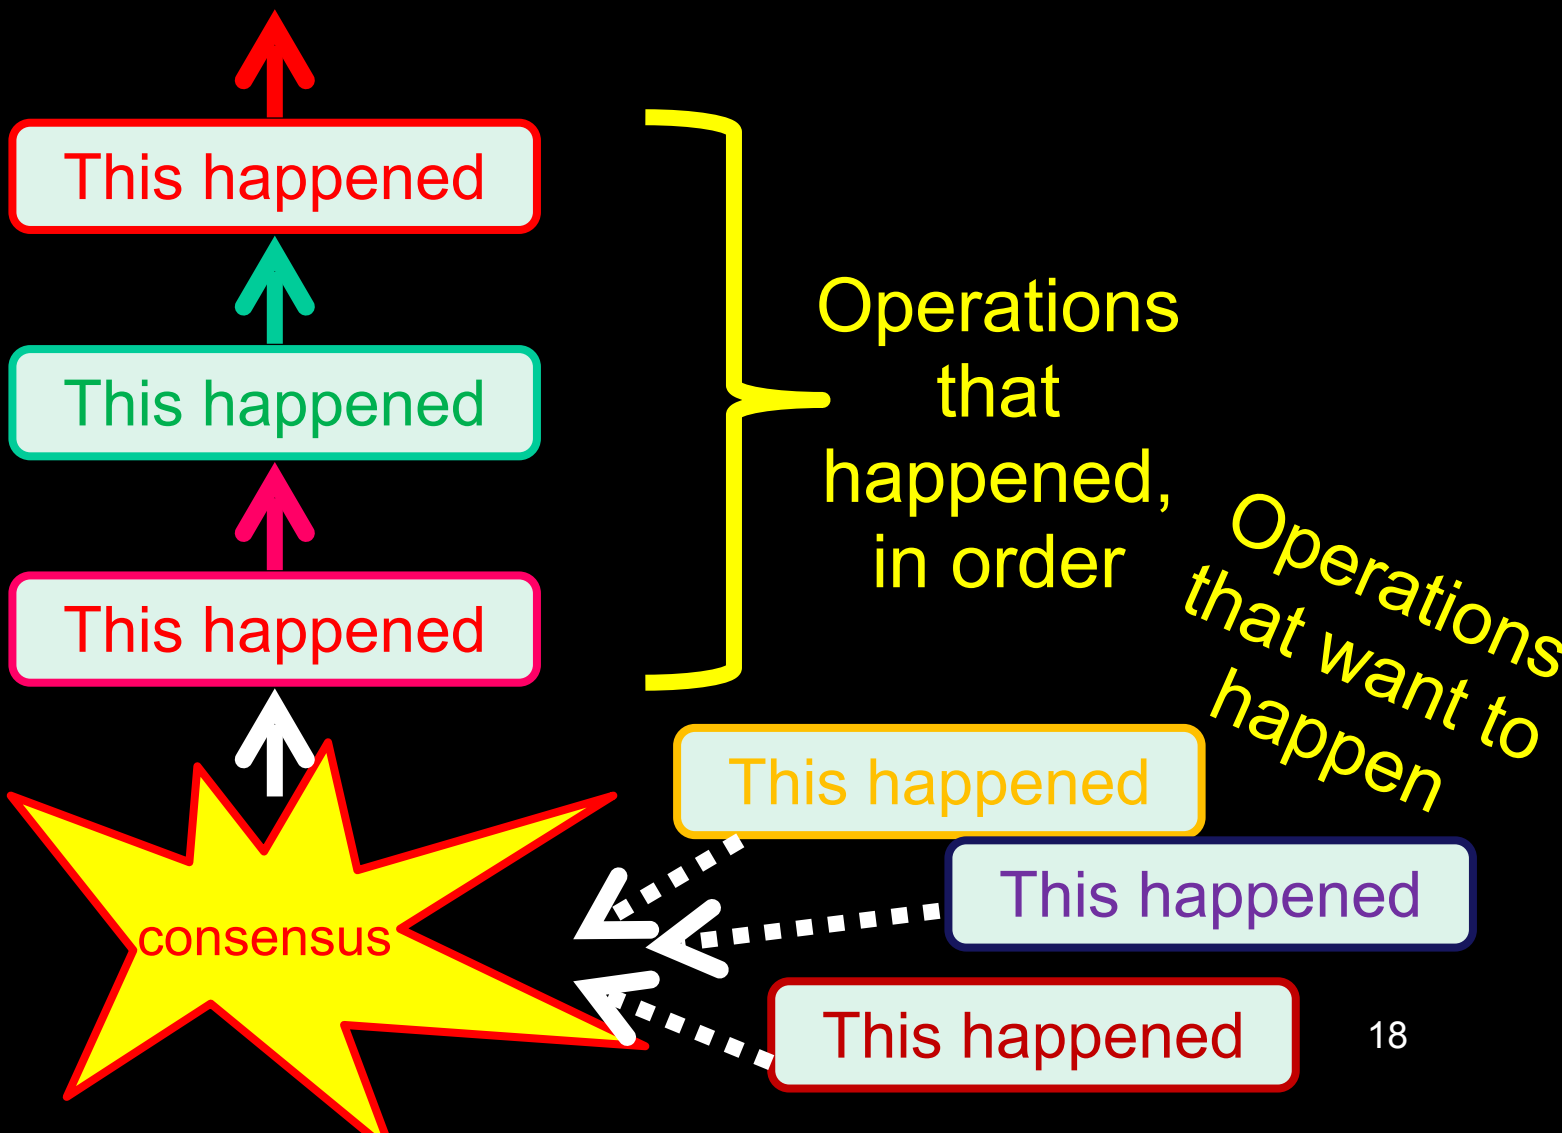 This happened
This happened
This happened
Operations
that
happened,
in order
Operations
that want to
happen
This happened
This happened
This happened
consensus
18